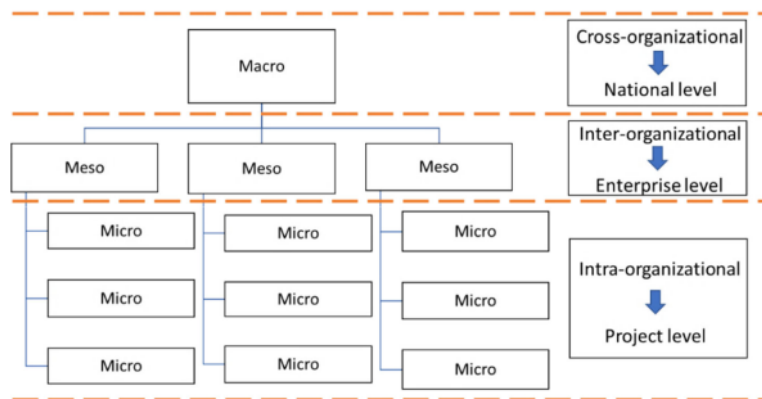 Macro
Cross-organizational
National level
Meso
Meso
Meso
Inter-organizational
Enterprise level
Micro
Micro
Micro
Micro
Micro
Micro
Micro
Micro
Micro
Intra-organizational
Project level